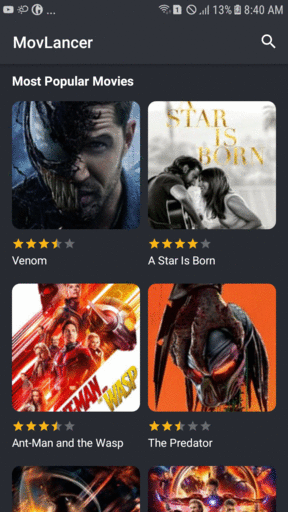 1
13% 8:40 AM
MovLancer
Most Popular Movies
A
STAR
IS
BORN
Venom
A Star Is Born
ANT-MAN
AND THE
WASP
Ant-Man and the Wasp
The Predator